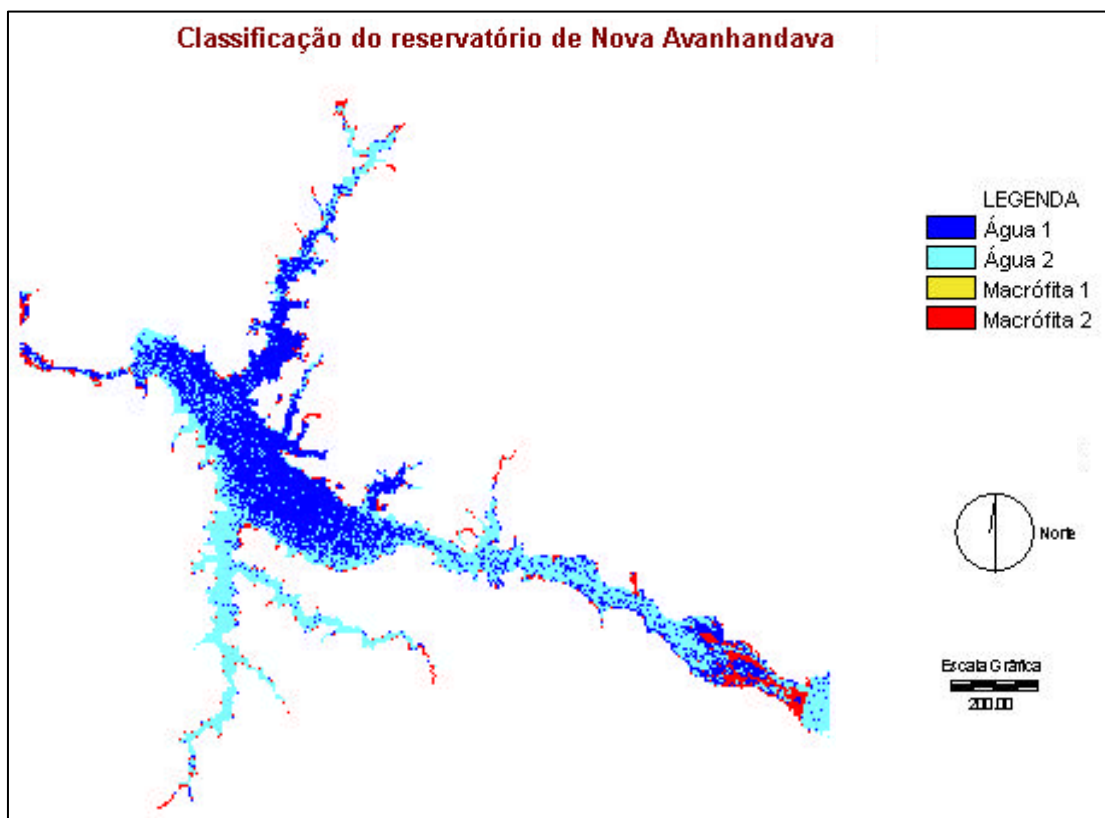 Classificação do reservatório de Nova Avanhandava
LEGENDA
Água 1
Água 2
Macrófita 1
Macrófita 2
Norte
Escala Gráfica
200.00